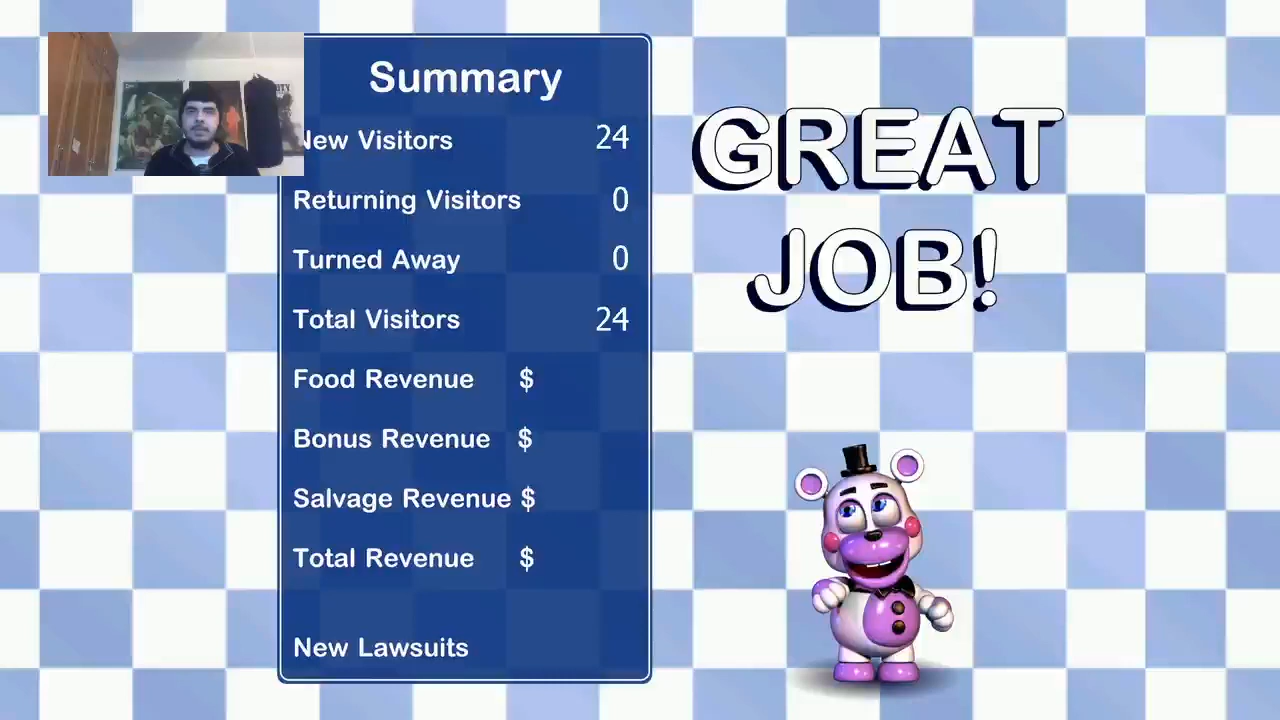 Summary
New Visitors 24
Returning Visitors 0
Turned Away 0
Total Visitors 24
Food Revenue $
Bonus Revenue $
Salvage Revenue $
Total Revenue $
New Lawsuits
GREAT
JOB!